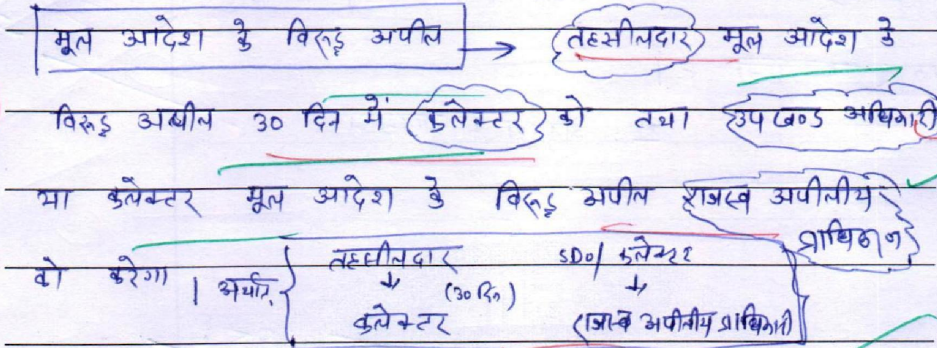 मूल आदेश के विरूद्ध अपील → तहसीलदार मूल आदेश के
विरूद्ध अपील 30 दिन में कलेक्टर को तथा उपखण्ड अधिकारी
या कलेक्टर मूल आदेश के विरूद्ध अपील राजस्व अपीलीय
प्राधिकारी
को करेगा । अर्थात्
तहसीलदार SDO/ कलेक्टर
↓ (30 दिन) ↓
कलेक्टर राजस्व अपीलीय प्राधिकारी